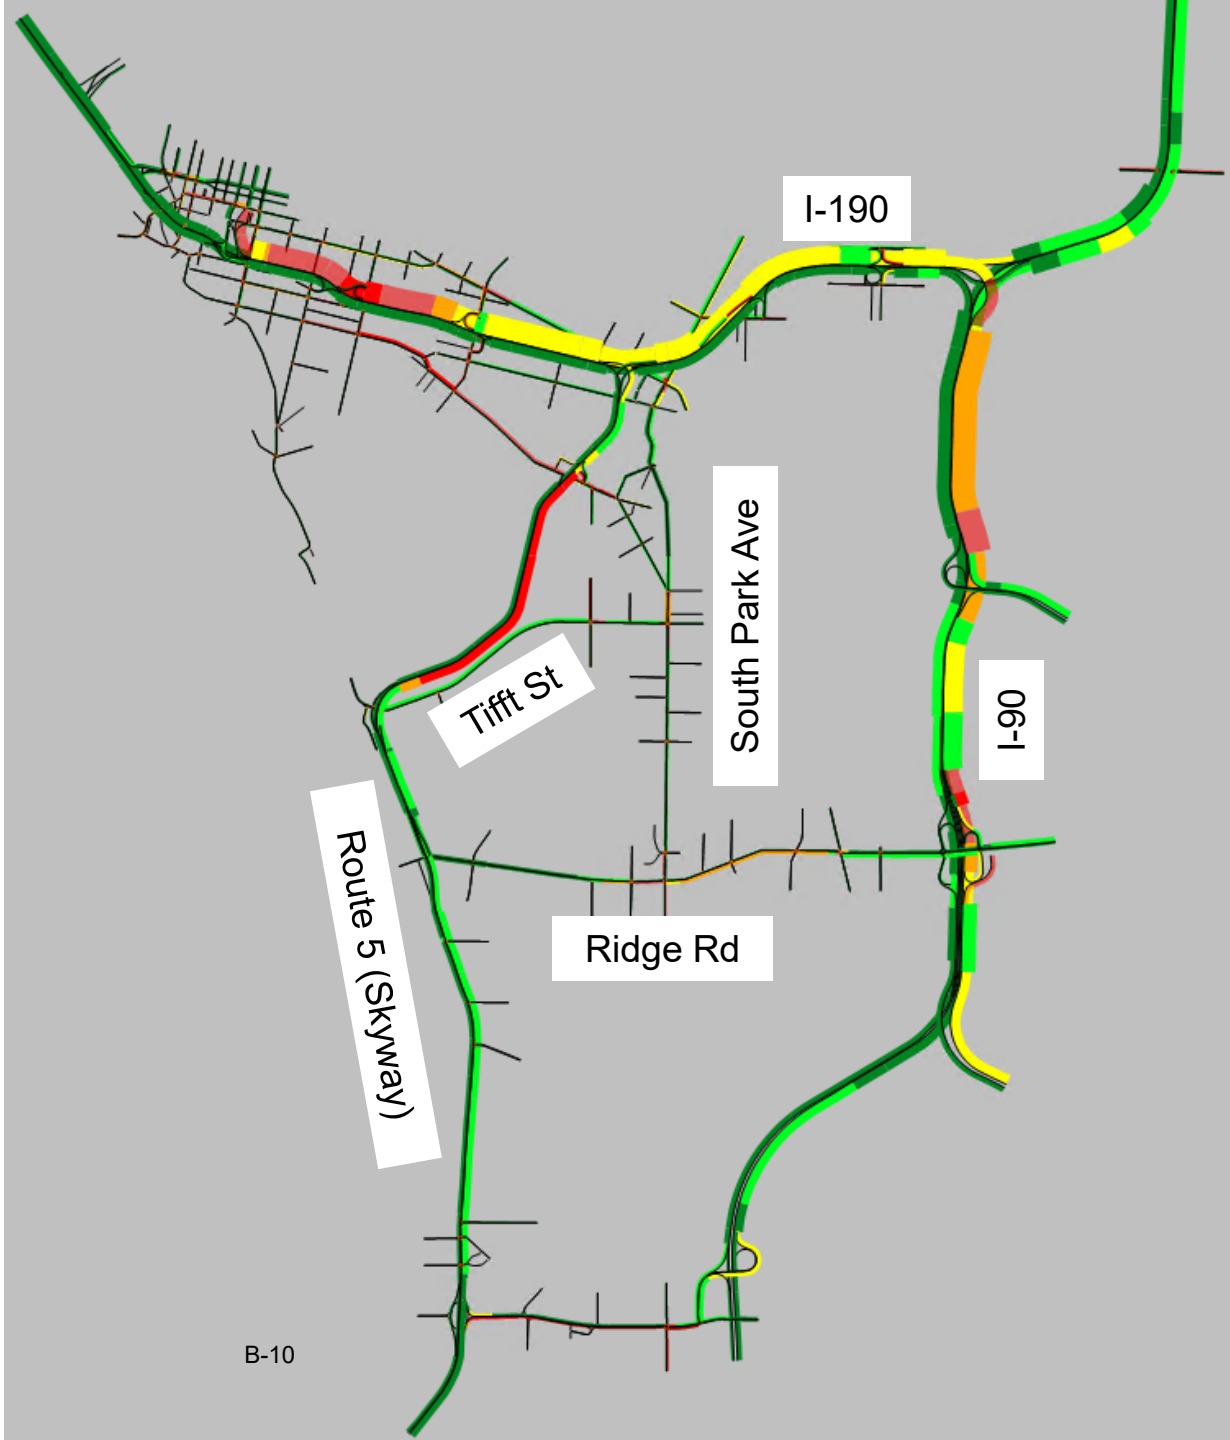 I-190
South Park Ave
Tifft St
I-90
Route 5 (Skyway)
Ridge Rd
B-10